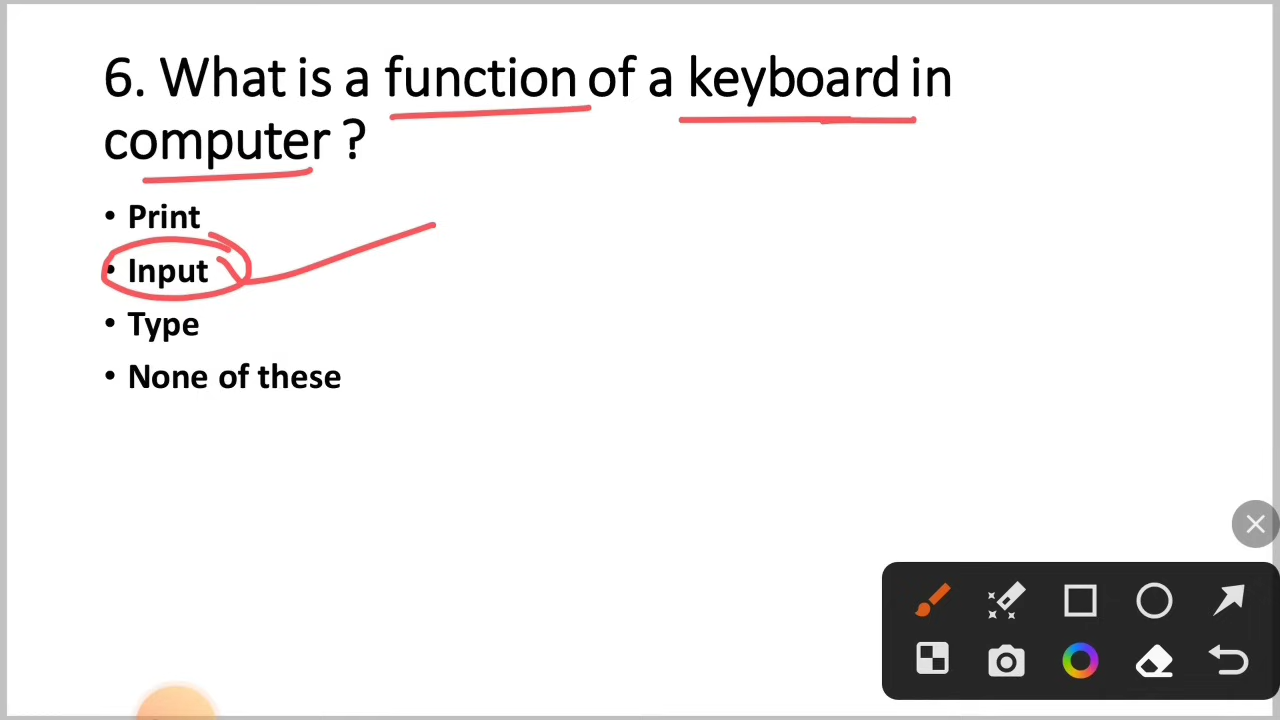 6. What is a function of a keyboard in
computer ?
• Print
• Input
• Type
• None of these